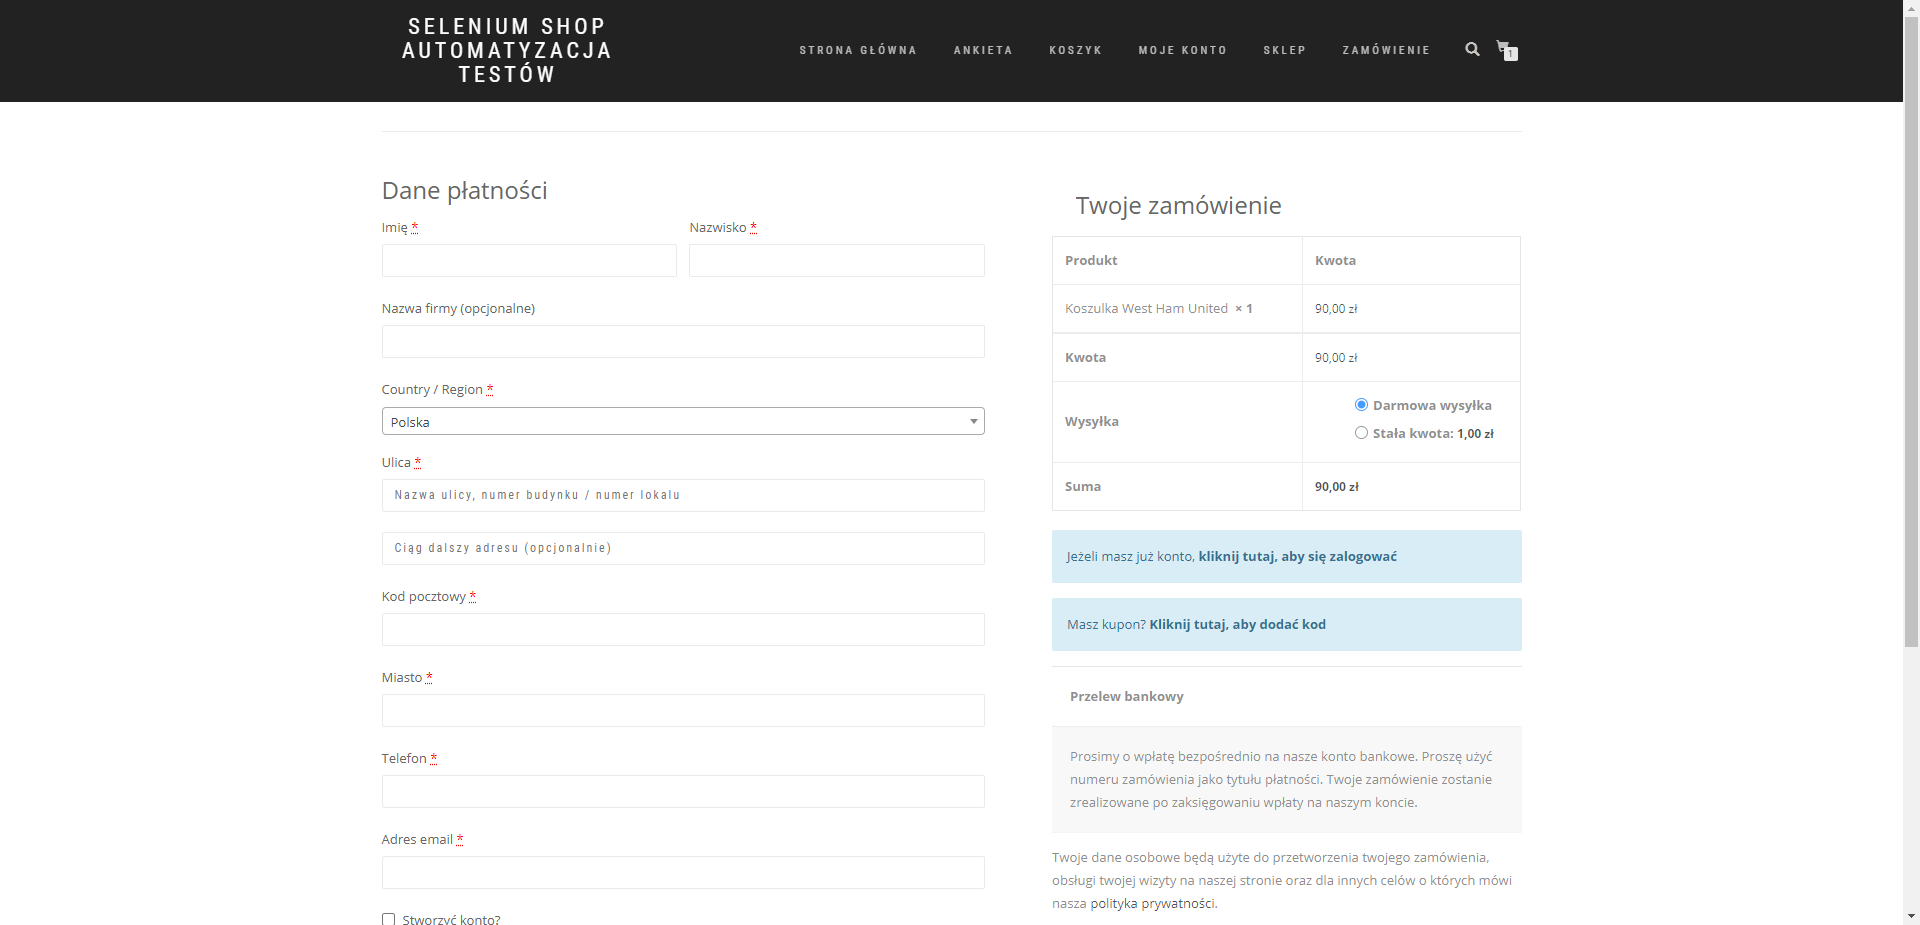 SELENIUM SHOP
AUTOMATYZACJA
TESTÓW
STRONA GŁÓWNA ANKIETA KOSZYK MOJE KONTO SKLEP ZAMÓWIENIE
1
Dane płatności
Imię * Nazwisko *
Nazwa firmy (opcjonalne)
Country / Region *
Polska
Ulica *
Nazwa ulicy, numer budynku / numer lokalu
Ciąg dalszy adresu (opcjonalnie)
Kod pocztowy *
Miasto *
Telefon *
Adres email *
Stworzyć konto?
Twoje zamówienie
Produkt Kwota
Koszulka West Ham United × 1 90,00 zł
Kwota 90,00 zł
Wysyłka
Darmowa wysyłka
Stała kwota: 1,00 zł
Suma 90,00 zł
Jeżeli masz już konto, kliknij tutaj, aby się zalogować
Masz kupon? Kliknij tutaj, aby dodać kod
Przelew bankowy
Prosimy o wpłatę bezpośrednio na nasze konto bankowe. Proszę użyć
numeru zamówienia jako tytułu płatności. Twoje zamówienie zostanie
zrealizowane po zaksięgowaniu wpłaty na naszym koncie.
Twoje dane osobowe będą użyte do przetworzenia twojego zamówienia,
obsługi twojej wizyty na naszej stronie oraz dla innych celów o których mówi
nasza polityka prywatności.